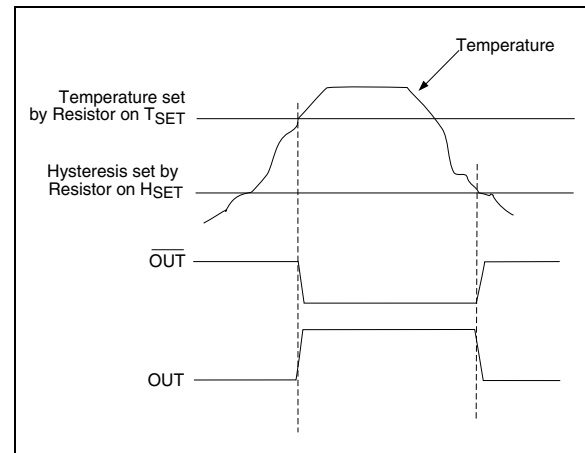 Temperature
Temperature set
by Resistor on TSET
Hysteresis set by
Resistor on HSET
OUT
OUT